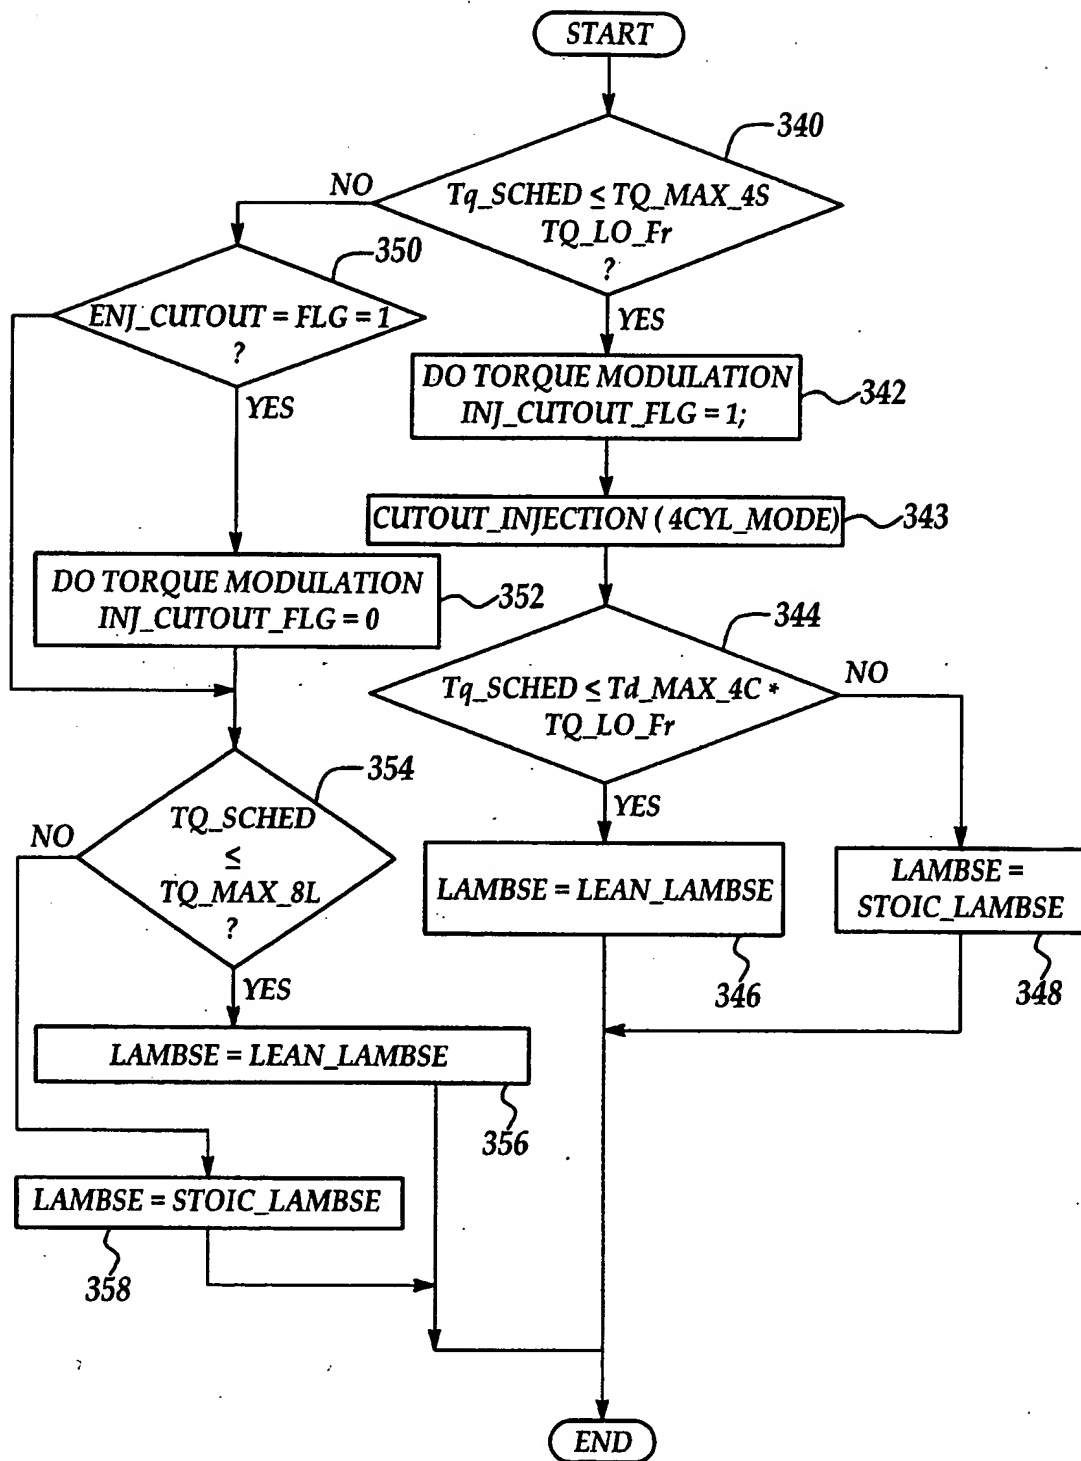 START
340
Tq_SCHED ≤ TQ_MAX_4S
TQ_LO_Fr
?
NO
YES
350
ENJ_CUTOUT = FLG = 1
?
YES
DO TORQUE MODULATION
INJ_CUTOUT_FLG = 1;
342
CUTOUT_INJECTION ( 4CYL_MODE)
343
DO TORQUE MODULATION
INJ_CUTOUT_FLG = 0
352
344
Tq_SCHED ≤ Td_MAX_4C *
TQ_LO_Fr
NO
YES
354
TQ_SCHED
≤
TQ_MAX_8L
?
NO
YES
LAMBSE = LEAN_LAMBSE
346
LAMBSE =
STOIC_LAMBSE
348
LAMBSE = LEAN_LAMBSE
356
LAMBSE = STOIC_LAMBSE
358
END